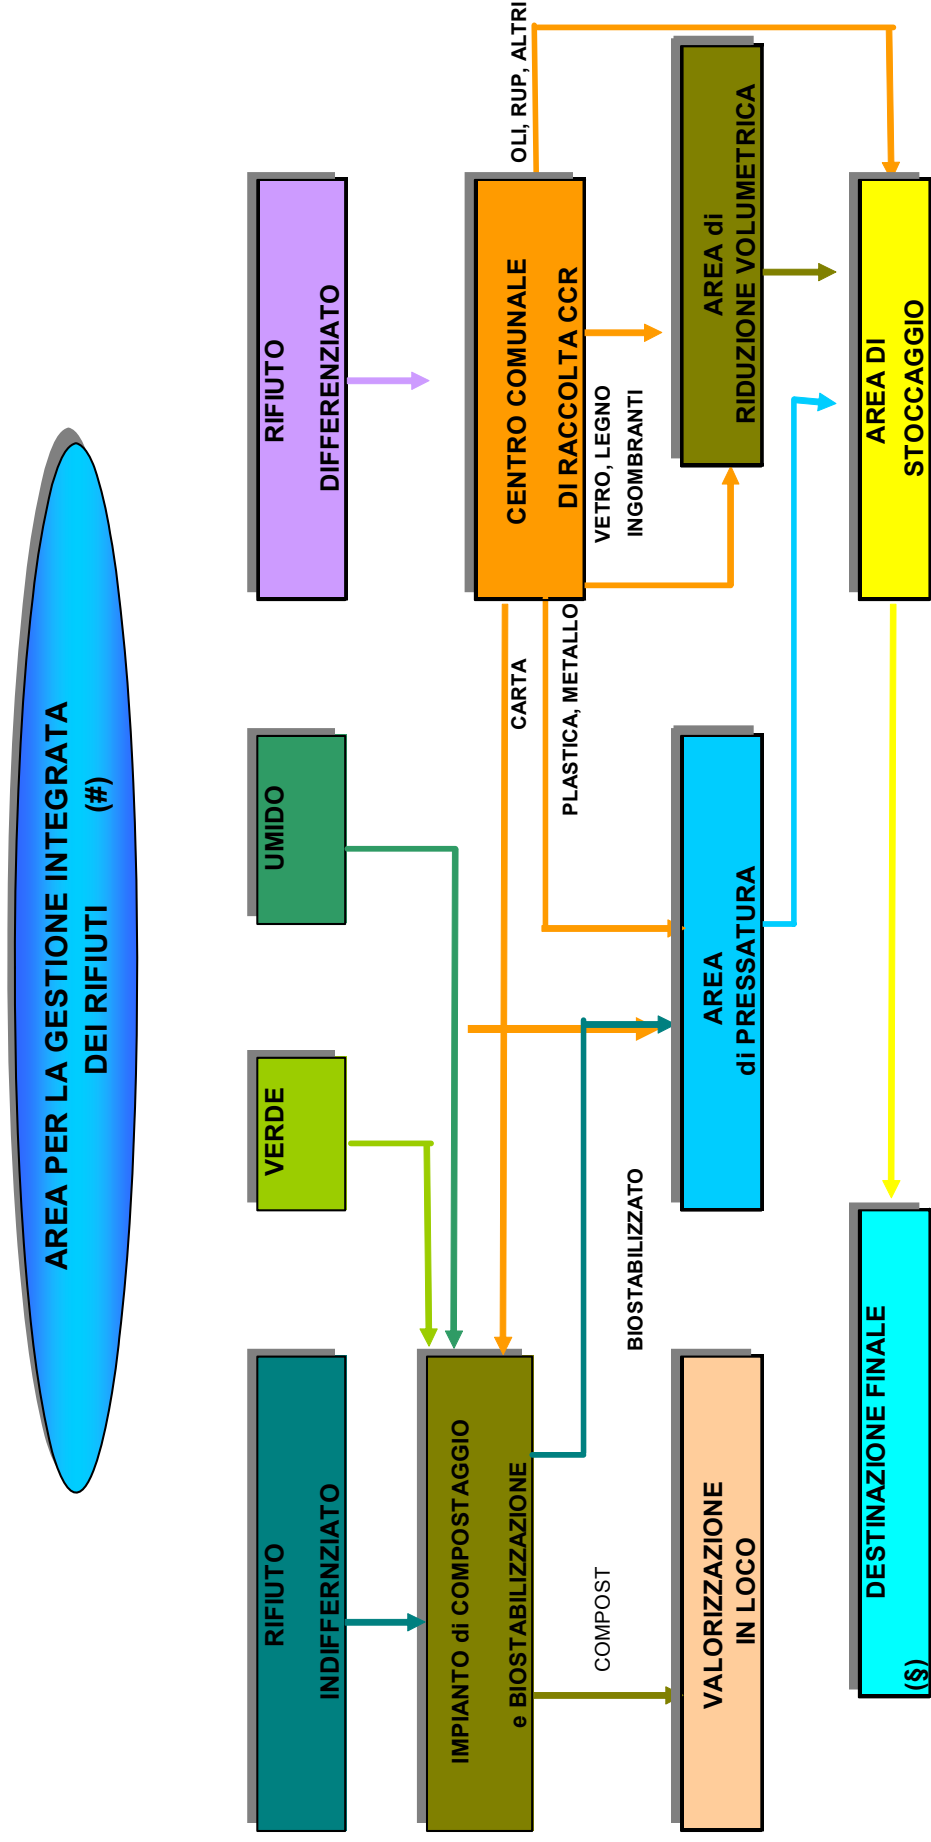 AREA PER LA GESTIONE INTEGRATA
DEI RIFIUTI (#)
RIFIUTO
INDIFFERNZIATO
VERDE
UMIDO
RIFIUTO
DIFFERENZIATO
IMPIANTO di COMPOSTAGGIO
e BIOSTABILIZZAZIONE
CENTRO COMUNALE
DI RACCOLTA CCR
OLI, RUP, ALTRI
CARTA
PLASTICA, METALLO
VETRO, LEGNO
INGOMBRANTI
COMPOST
BIOSTABILIZZATO
VALORIZZAZIONE
IN LOCO
AREA
di PRESSATURA
AREA di
RIDUZIONE VOLUMETRICA
DESTINAZIONE FINALE
(§)
AREA DI
STOCCAGGIO